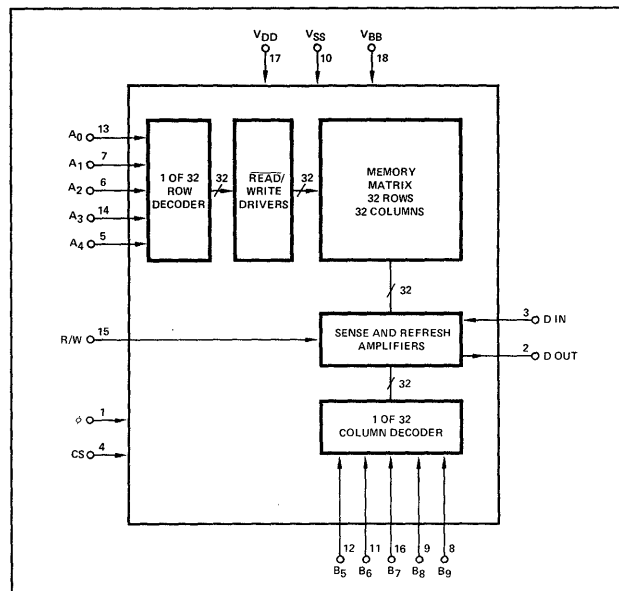 VDD VSS VBB
17 10 18
A0 13
A1 7
A2 6
A3 14
A4 5
1 OF 32
ROW
DECODER
32
READ/
WRITE
DRIVERS
32
MEMORY
MATRIX
32 ROWS
32 COLUMNS
32
R/W 15
SENSE AND REFRESH
AMPLIFIERS
3 D IN
2 D OUT
32
ϕ 1
CS 4
1 OF 32
COLUMN DECODER
12 11 16 9 8
B5 B6 B7 B8 B9